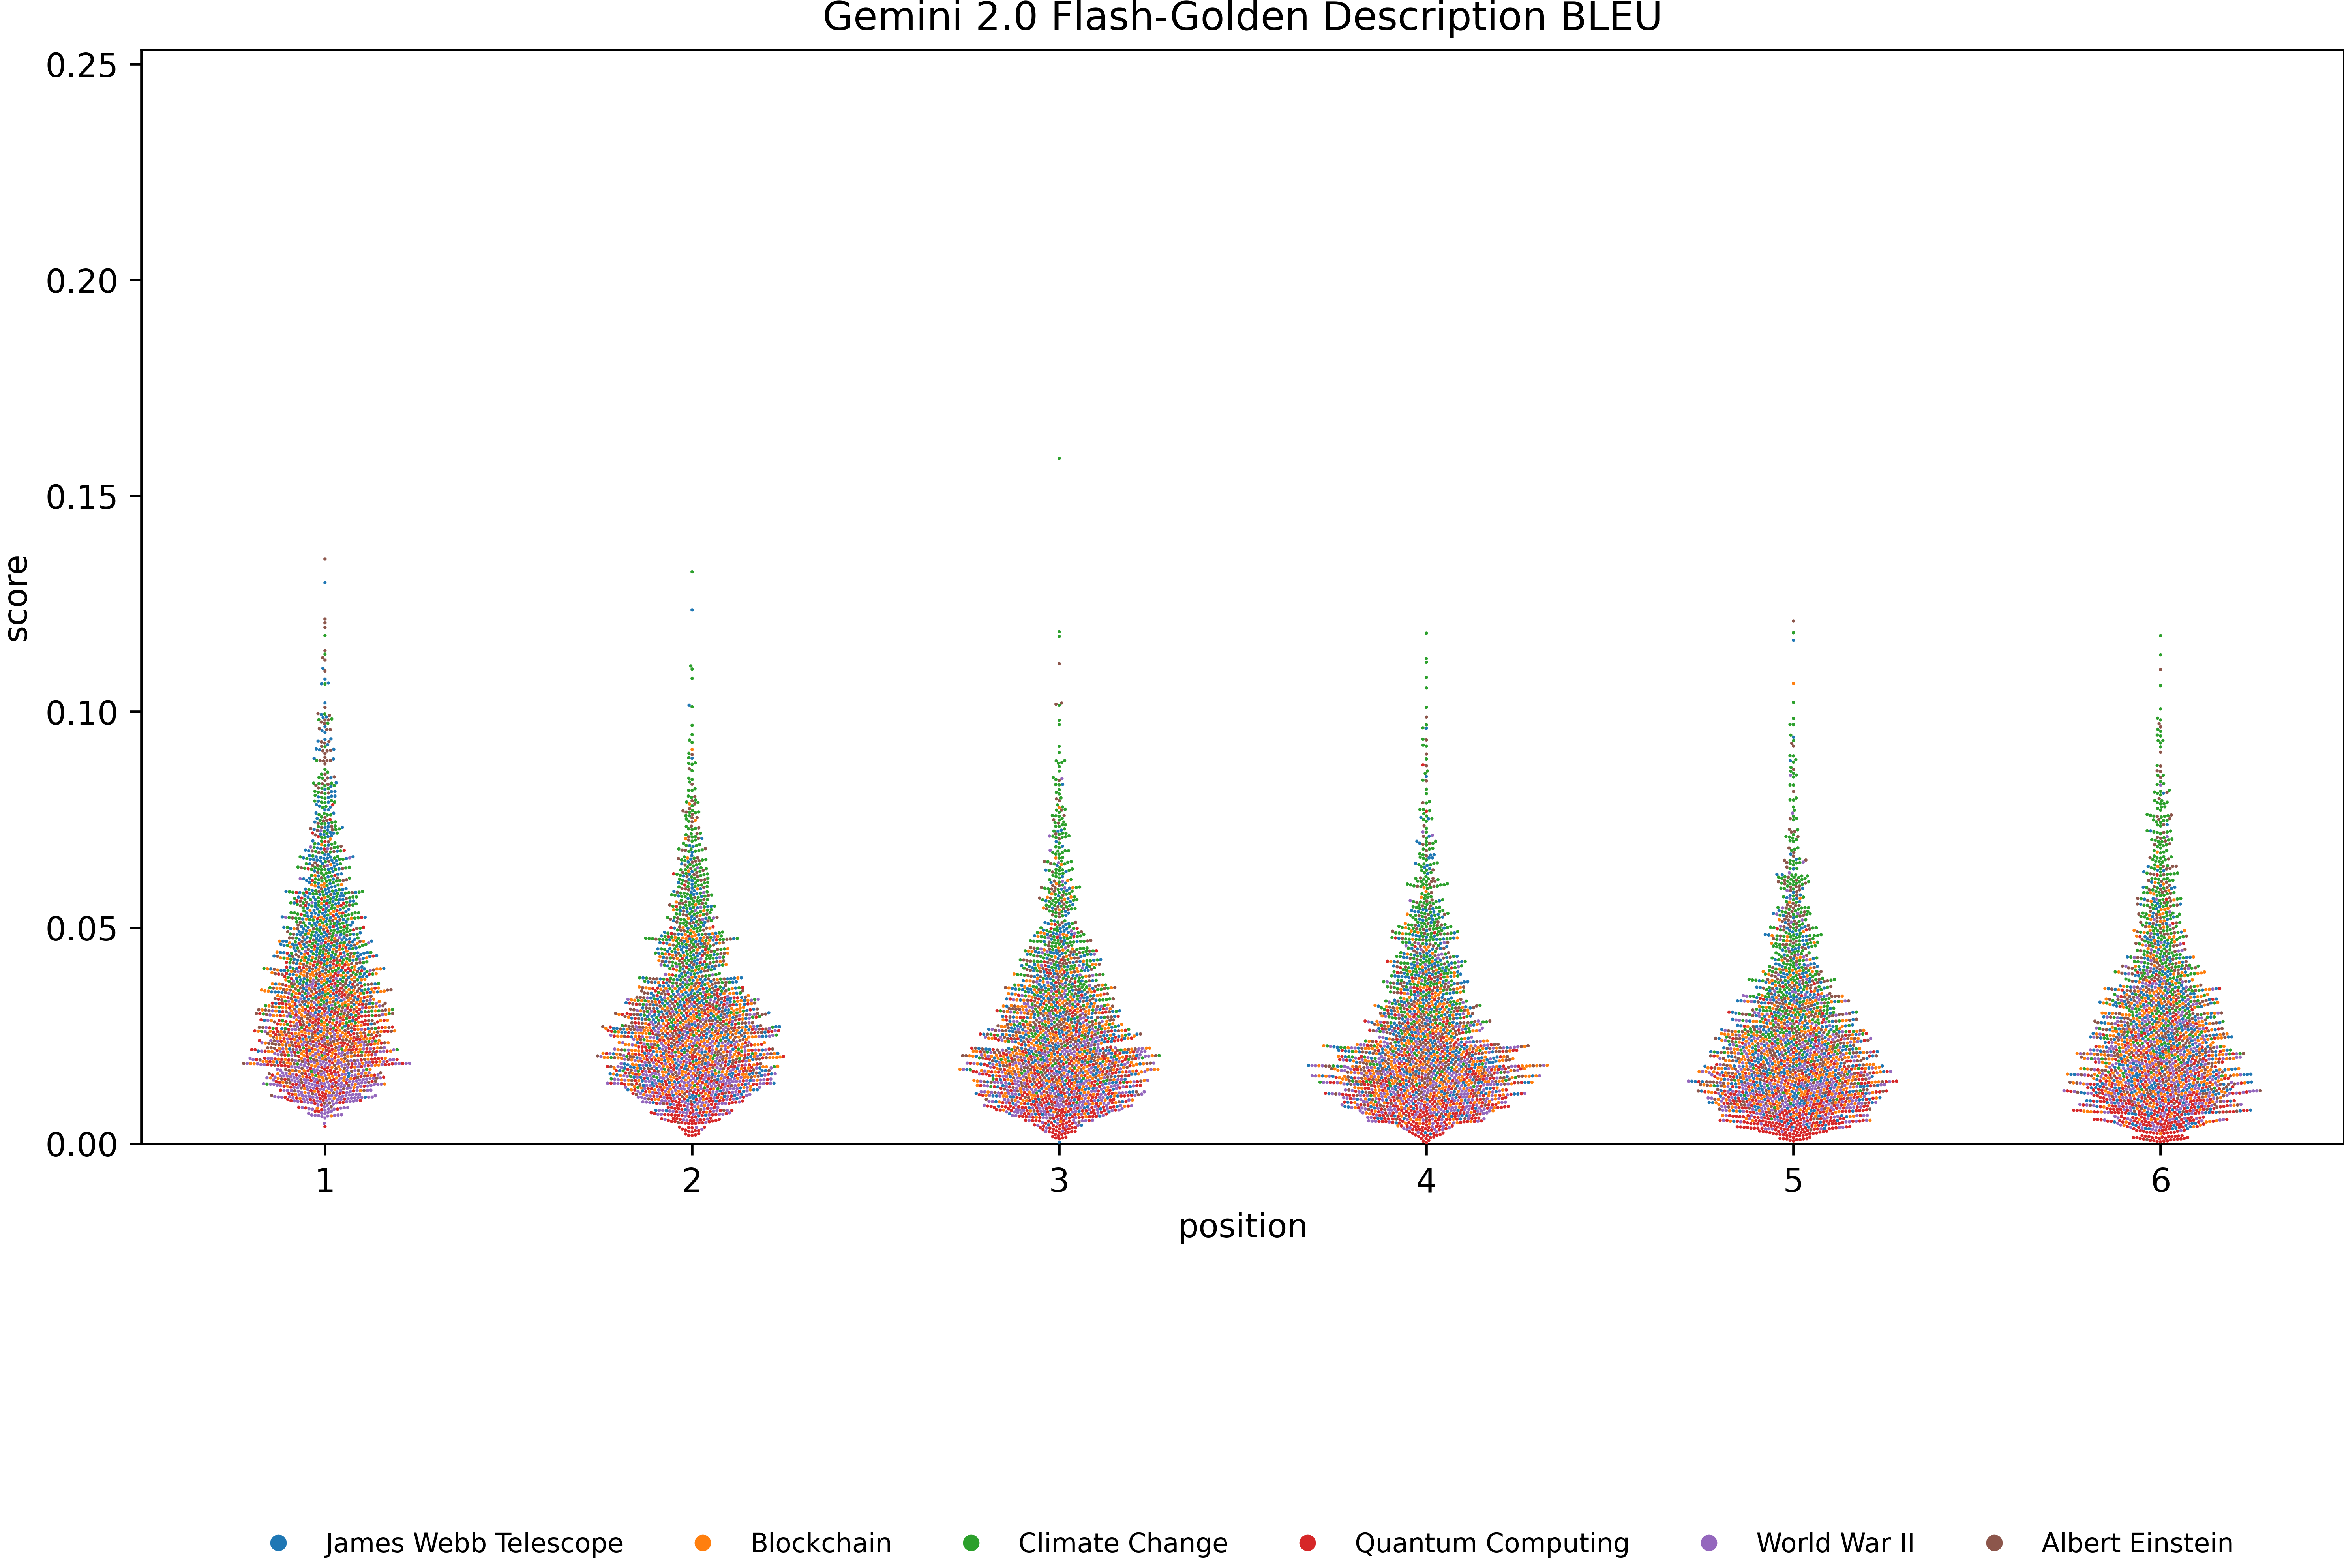 Gemini 2.0 Flash-Golden Description BLEU
0.25
0.20
0.15
0.10
0.05
0.00
score
1 2 3 4 5 6
position
James Webb Telescope Blockchain Climate Change Quantum Computing World War II Albert Einstein